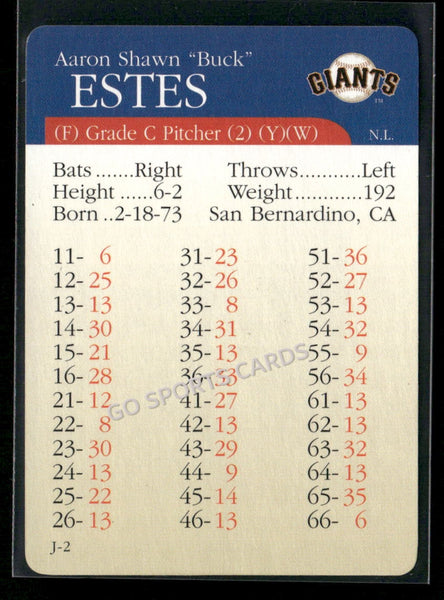 Aaron Shawn "Buck"
ESTES
GIANTS
TM
(F) Grade C Pitcher (2) (Y)(W)
N.L.
Bats.......Right Throws...........Left
Height ......6-2 Weight.............192
Born ..2-18-73 San Bernardino, CA
11- 6 31-23 51-36
12-25 32-26 52-27
13-13 33- 8 53-13
14-30 34-31 54-32
15-21 35-13 55- 9
16-28 36-33 56-34
21-12 41-27 61-13
22- 8 42-13 62-13
23-30 43-29 63-32
24-13 44- 9 64-13
25-22 45-14 65-35
26-13 46-13 66- 6
GO SPORTS CARDS
J-2